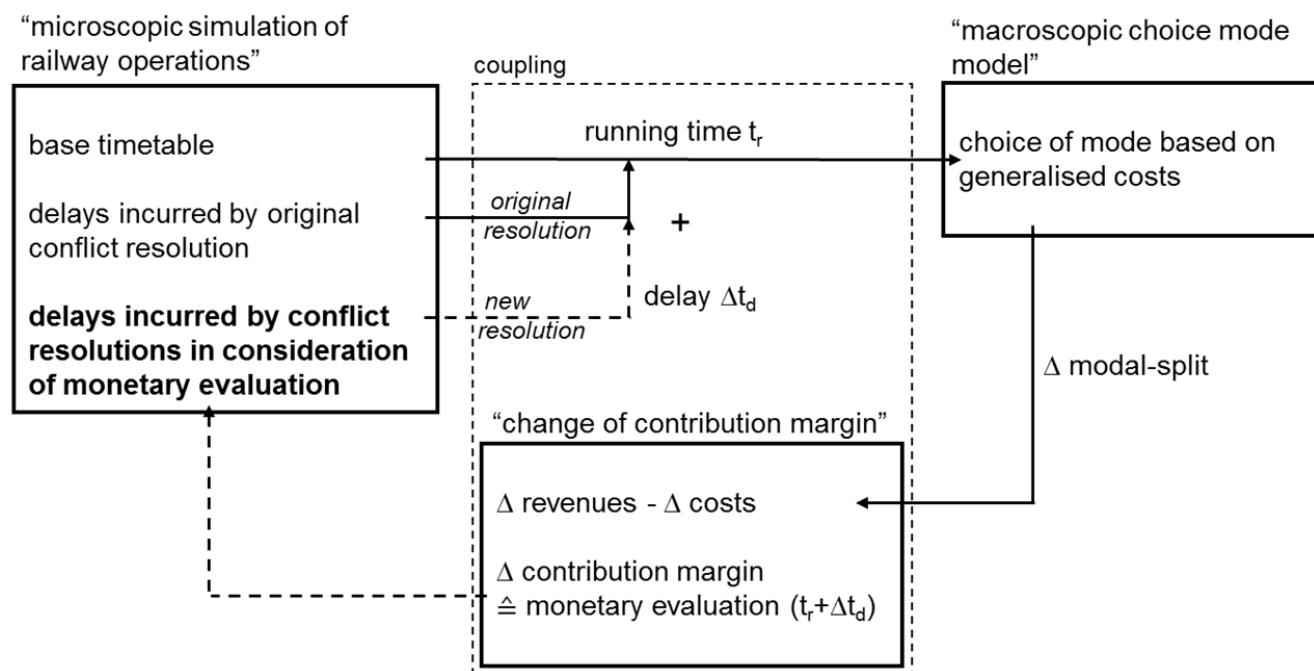 “microscopic simulation of
railway operations”
base timetable
delays incurred by original
conflict resolution
delays incurred by conflict
resolutions in consideration
of monetary evaluation
coupling
running time tᵣ
original
resolution
+
new
resolution
delay Δt_d
“macroscopic choice mode
model”
choice of mode based on
generalised costs
Δ modal-split
“change of contribution margin”
Δ revenues - Δ costs
Δ contribution margin
≙ monetary evaluation (tᵣ+Δt_d)